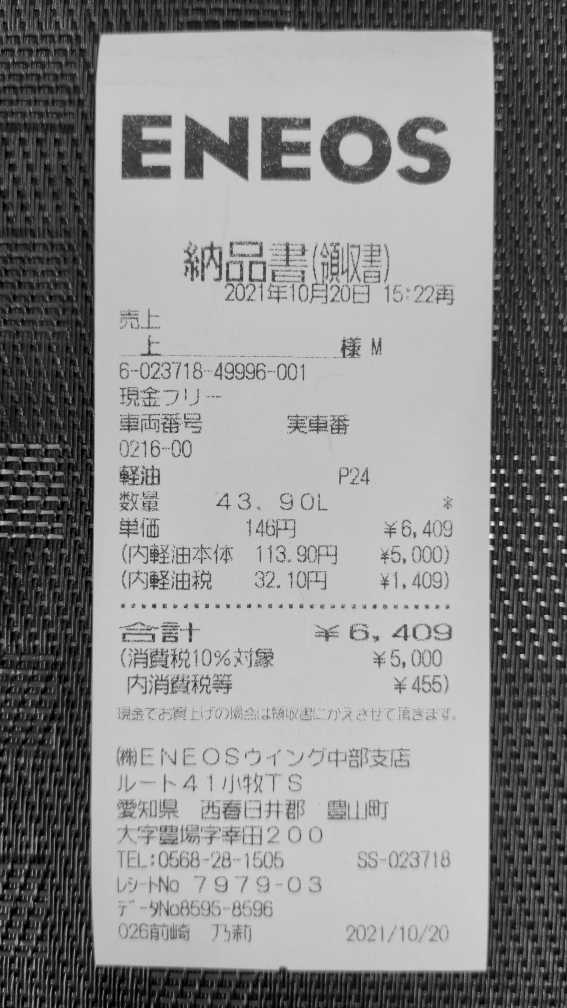 ENEOS
納品書(領収書)
2021年10月20日 15:22再
売上
上 様 M
6-023718-49996-001
現金フリー
車両番号 実車番
0216-00
軽油 P24
数量 43.90L *
単価 146円 ¥6,409
(内軽油本体 113.90円 ¥5,000)
(内軽油税 32.10円 ¥1,409)
合計 ¥6,409
(消費税10%対象 ¥5,000
内消費税等 ¥455)
現金でお買上げの場合は領収書にかえさせて頂きます。
㈱ENEOSウイング中部支店
ルート41小牧TS
愛知県 西春日井郡 豊山町
大字豊場字幸田200
TEL:0568-28-1505 SS-023718
レシートNo 7979-03
データNo8595-8596
026前崎 乃莉 2021/10/20